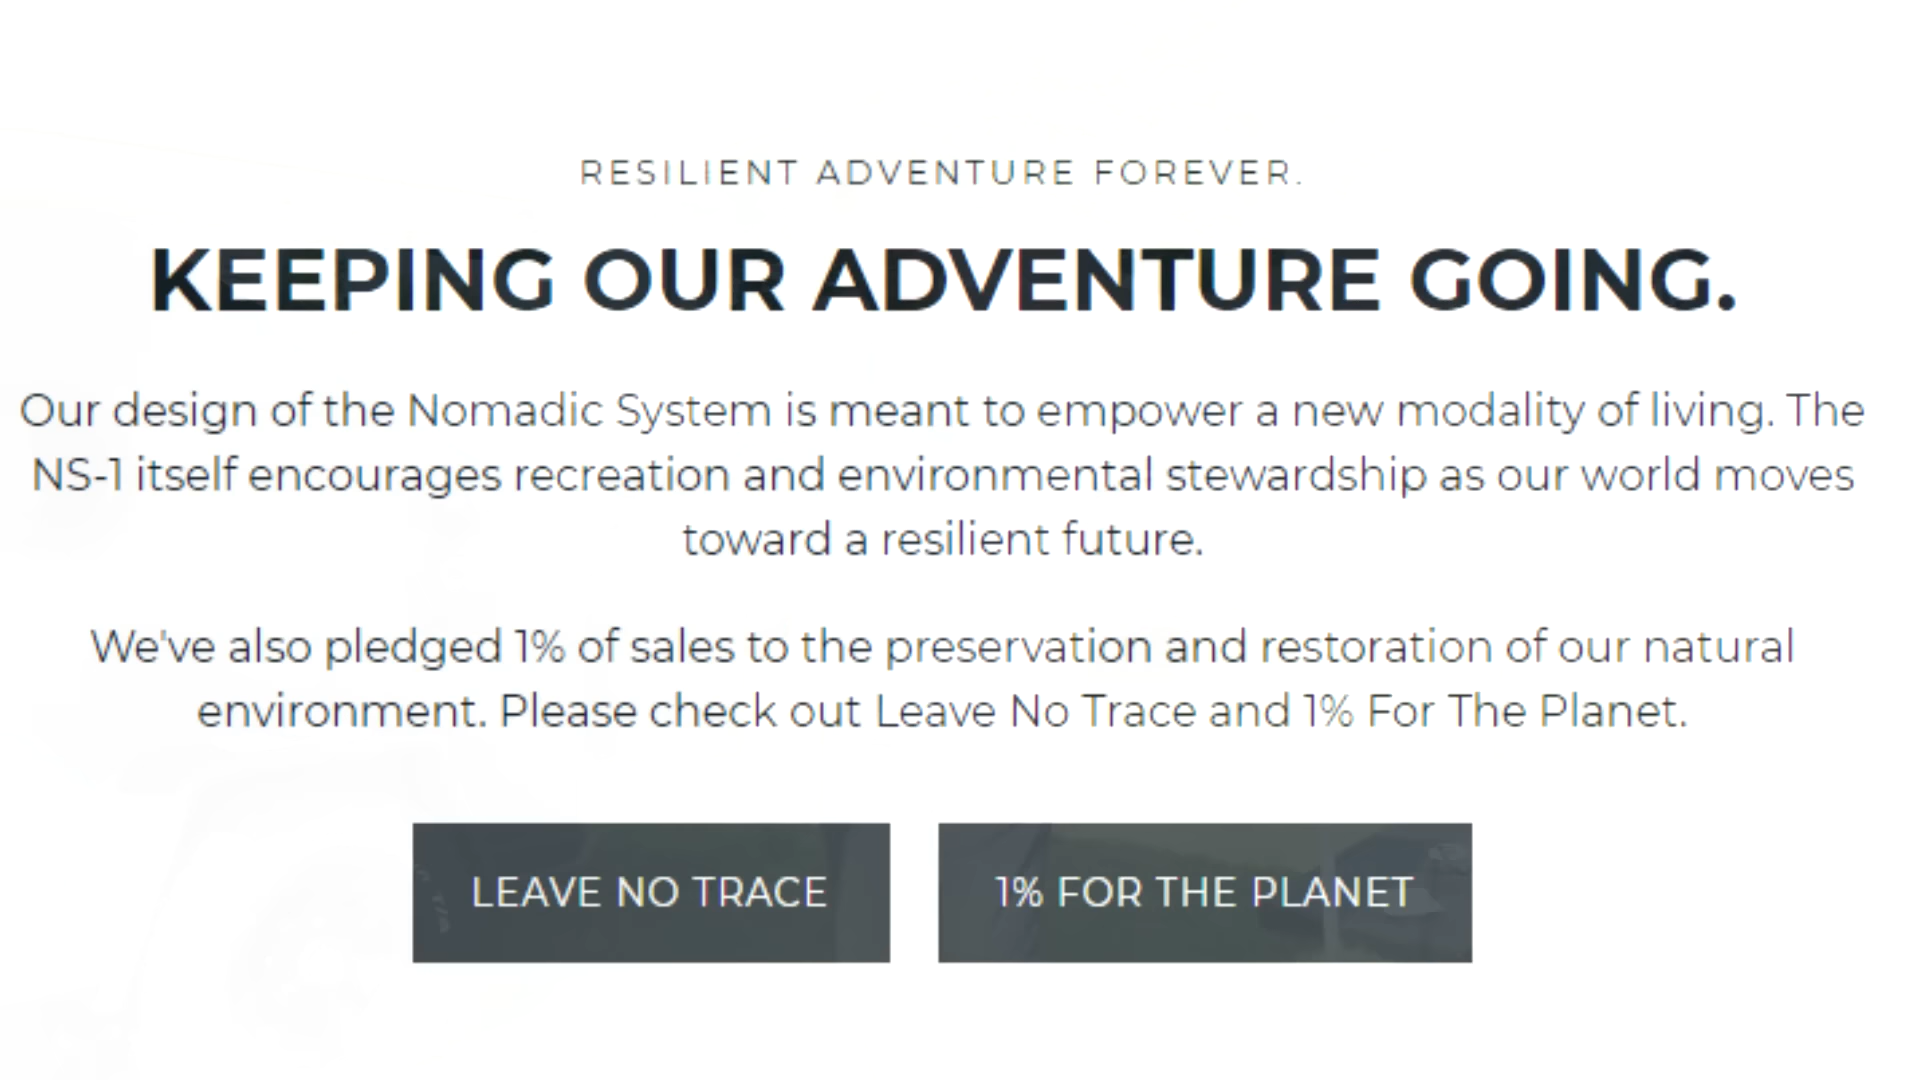 RESILIENT ADVENTURE FOREVER.
KEEPING OUR ADVENTURE GOING.
Our design of the Nomadic System is meant to empower a new modality of living. The
NS-1 itself encourages recreation and environmental stewardship as our world moves
toward a resilient future.
We've also pledged 1% of sales to the preservation and restoration of our natural
environment. Please check out Leave No Trace and 1% For The Planet.
LEAVE NO TRACE
1% FOR THE PLANET